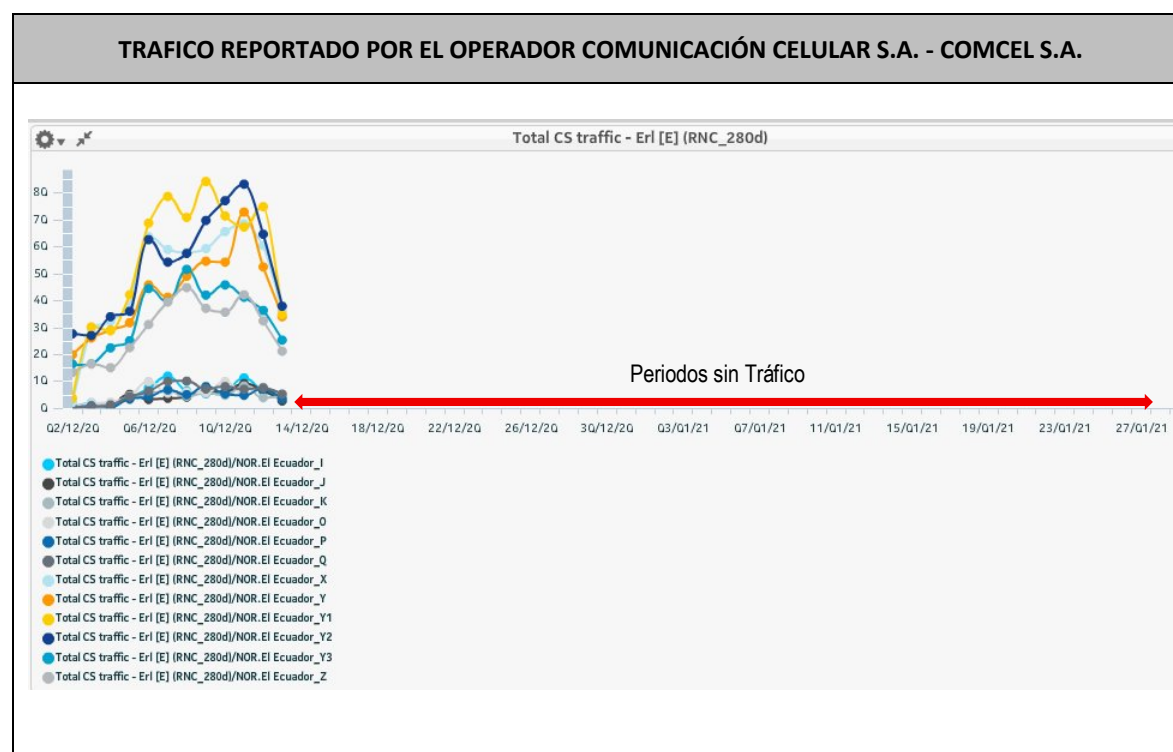 TRAFICO REPORTADO POR EL OPERADOR COMUNICACIÓN CELULAR S.A. - COMCEL S.A.
Total CS traffic - Erl [E] (RNC_280d)
80
70
60
50
40
30
20
10
0
Periodos sin Tráfico
02/12/20 06/12/20 10/12/20 14/12/20 18/12/20 22/12/20 26/12/20 30/12/20 03/01/21 07/01/21 11/01/21 15/01/21 19/01/21 23/01/21 27/01/21
Total CS traffic - Erl [E] (RNC_280d)/NOR.El Ecuador_I
Total CS traffic - Erl [E] (RNC_280d)/NOR.El Ecuador_J
Total CS traffic - Erl [E] (RNC_280d)/NOR.El Ecuador_K
Total CS traffic - Erl [E] (RNC_280d)/NOR.El Ecuador_O
Total CS traffic - Erl [E] (RNC_280d)/NOR.El Ecuador_P
Total CS traffic - Erl [E] (RNC_280d)/NOR.El Ecuador_Q
Total CS traffic - Erl [E] (RNC_280d)/NOR.El Ecuador_X
Total CS traffic - Erl [E] (RNC_280d)/NOR.El Ecuador_Y
Total CS traffic - Erl [E] (RNC_280d)/NOR.El Ecuador_Y1
Total CS traffic - Erl [E] (RNC_280d)/NOR.El Ecuador_Y2
Total CS traffic - Erl [E] (RNC_280d)/NOR.El Ecuador_Y3
Total CS traffic - Erl [E] (RNC_280d)/NOR.El Ecuador_Z